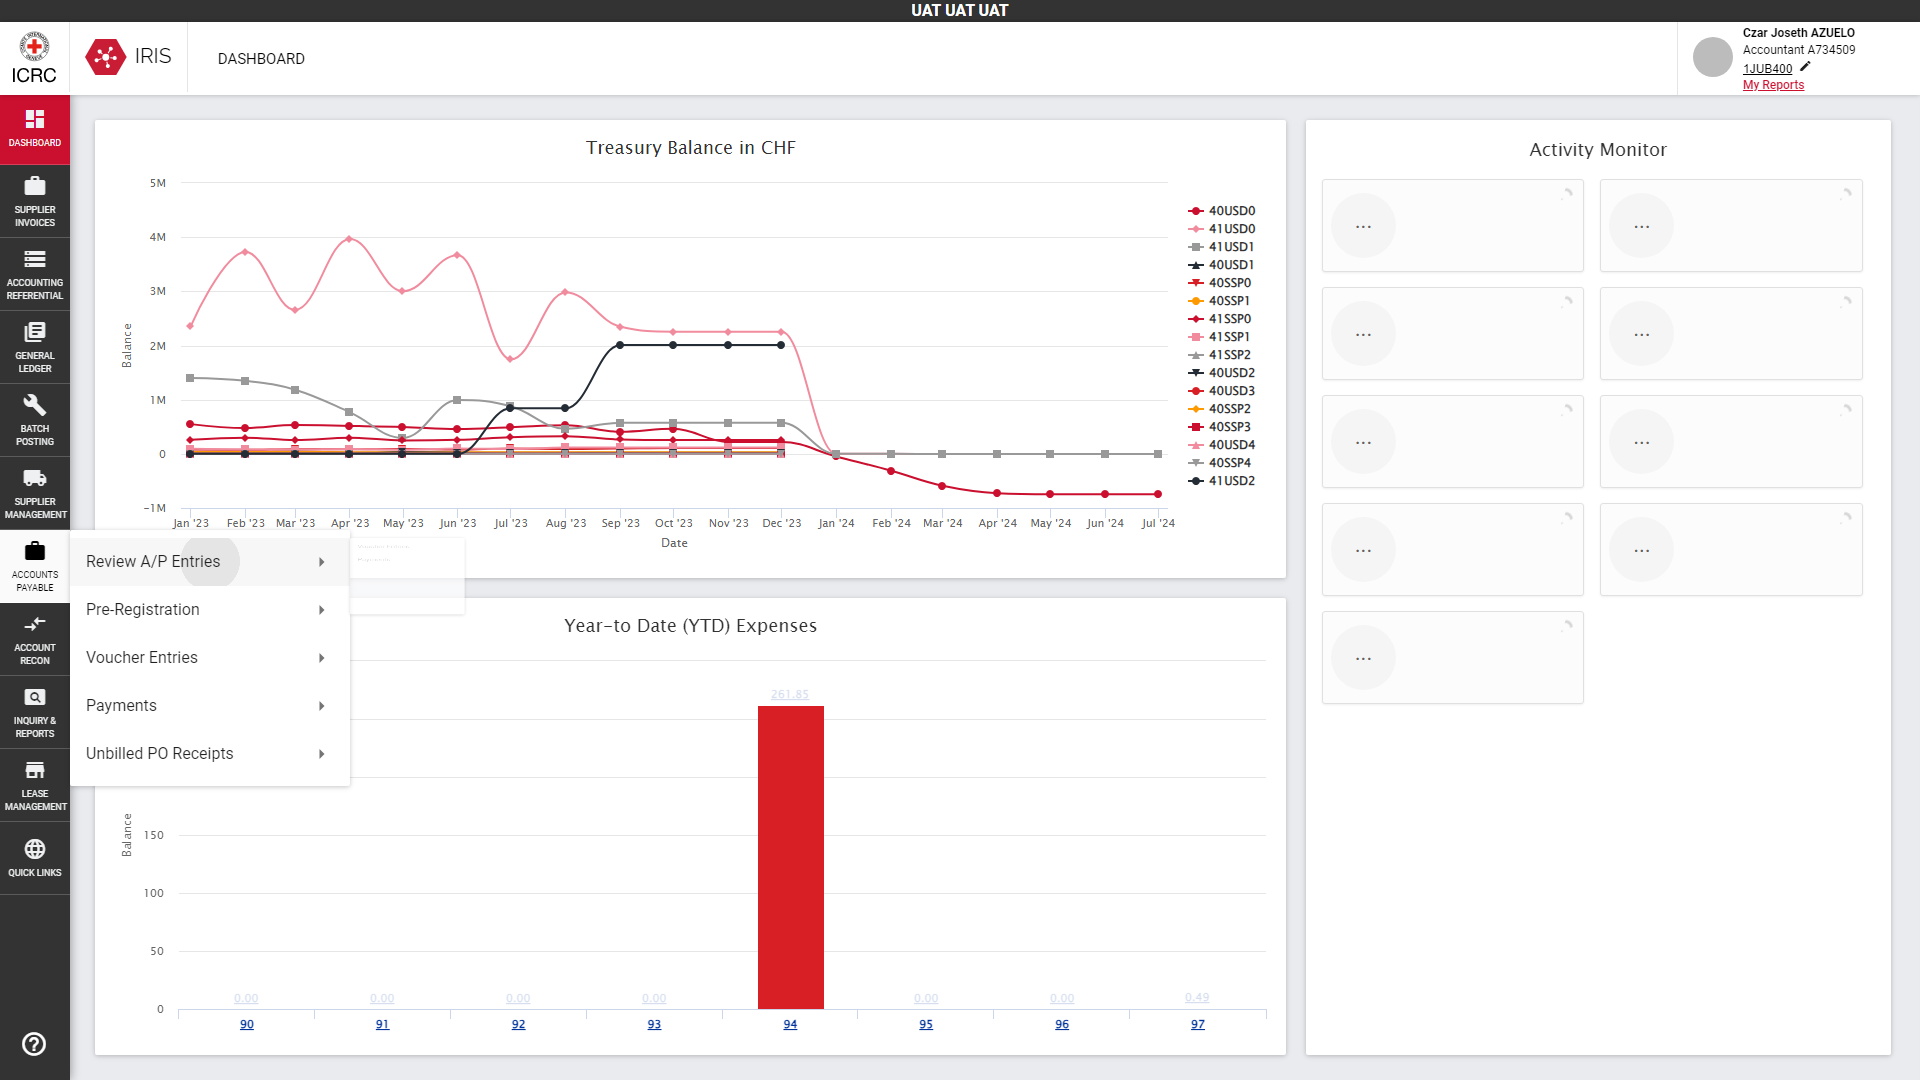 UAT UAT UAT
ICRC
IRIS
DASHBOARD
Czar Joseth AZUELO
Accountant A734509
1JUB400
My Reports
DASHBOARD
SUPPLIER
INVOICES
ACCOUNTING
REFERENTIAL
GENERAL
LEDGER
BATCH
POSTING
SUPPLIER
MANAGEMENT
ACCOUNTS
PAYABLE
ACCOUNT
RECON
INQUIRY &
REPORTS
LEASE
MANAGEMENT
QUICK LINKS
Review A/P Entries
Pre-Registration
Voucher Entries
Payments
Unbilled PO Receipts
Treasury Balance in CHF
5M
4M
3M
2M
1M
0
-1M
Balance
Jan '23 Feb '23 Mar '23 Apr '23 May '23 Jun '23 Jul '23 Aug '23 Sep '23 Oct '23 Nov '23 Dec '23 Jan '24 Feb '24 Mar '24 Apr '24 May '24 Jun '24 Jul '24
Date
40USD0
41USD0
41USD1
40USD1
40SSP0
40SSP1
41SSP0
41SSP1
41SSP2
40USD2
40USD3
40SSP2
40SSP3
40USD4
40SSP4
41USD2
Year-to Date (YTD) Expenses
Balance
150
100
50
0
0.00 0.00 0.00 0.00 261.85 0.00 0.00 0.49
90 91 92 93 94 95 96 97
Activity Monitor
... ...
... ...
... ...
... ...
...